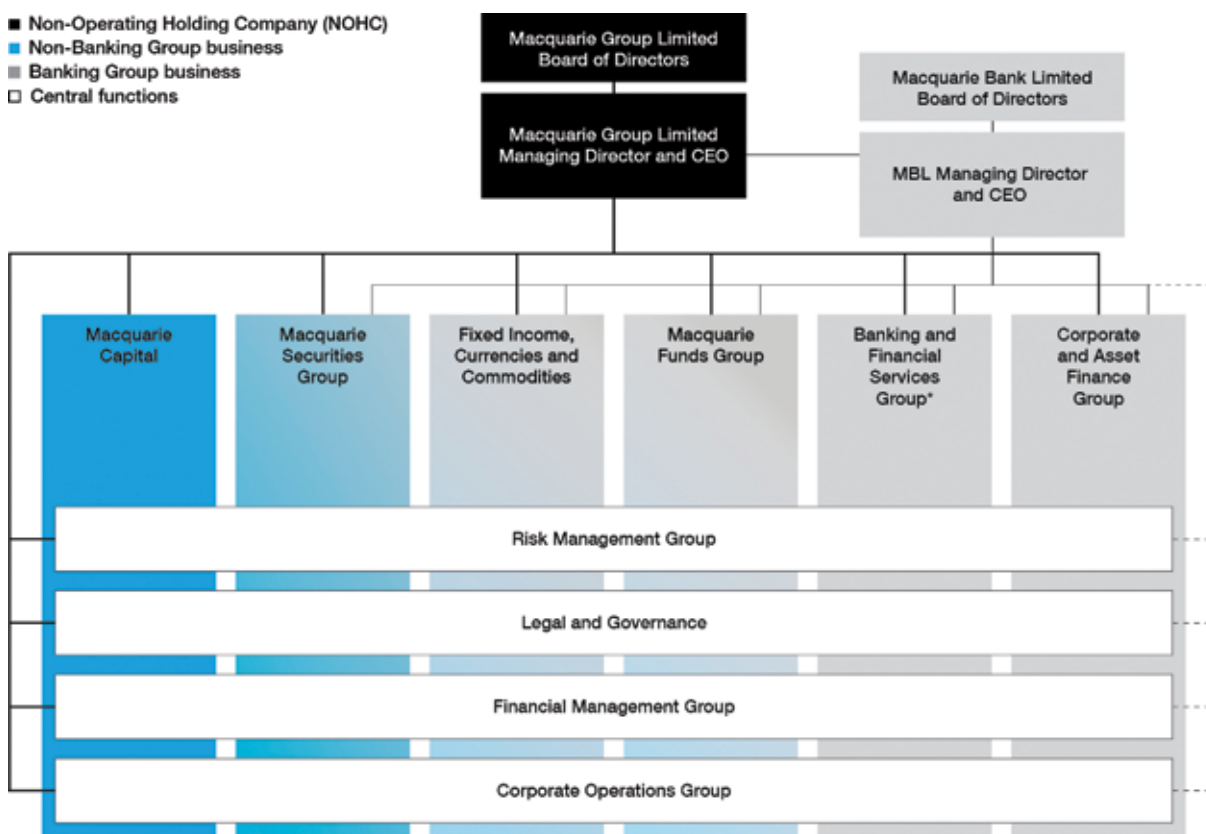 Non-Operating Holding Company (NOHC)
Non-Banking Group business
Banking Group business
Central functions
Macquarie Group Limited
Board of Directors
Macquarie Group Limited
Managing Director and CEO
Macquarie Bank Limited
Board of Directors
MBL Managing Director
and CEO
Macquarie
Capital
Macquarie
Securities
Group
Fixed Income,
Currencies and
Commodities
Macquarie
Funds Group
Banking and
Financial
Services
Group*
Corporate
and Asset
Finance
Group
Risk Management Group
Legal and Governance
Financial Management Group
Corporate Operations Group